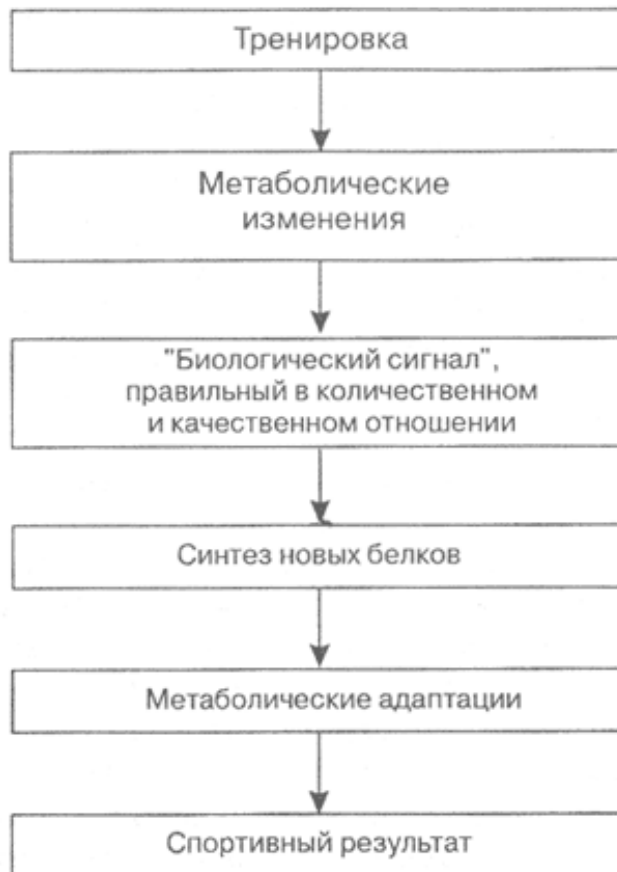 Тренировка
Метаболические
изменения
"Биологический сигнал",
правильный в количественном
и качественном отношении
Синтез новых белков
Метаболические адаптации
Спортивный результат